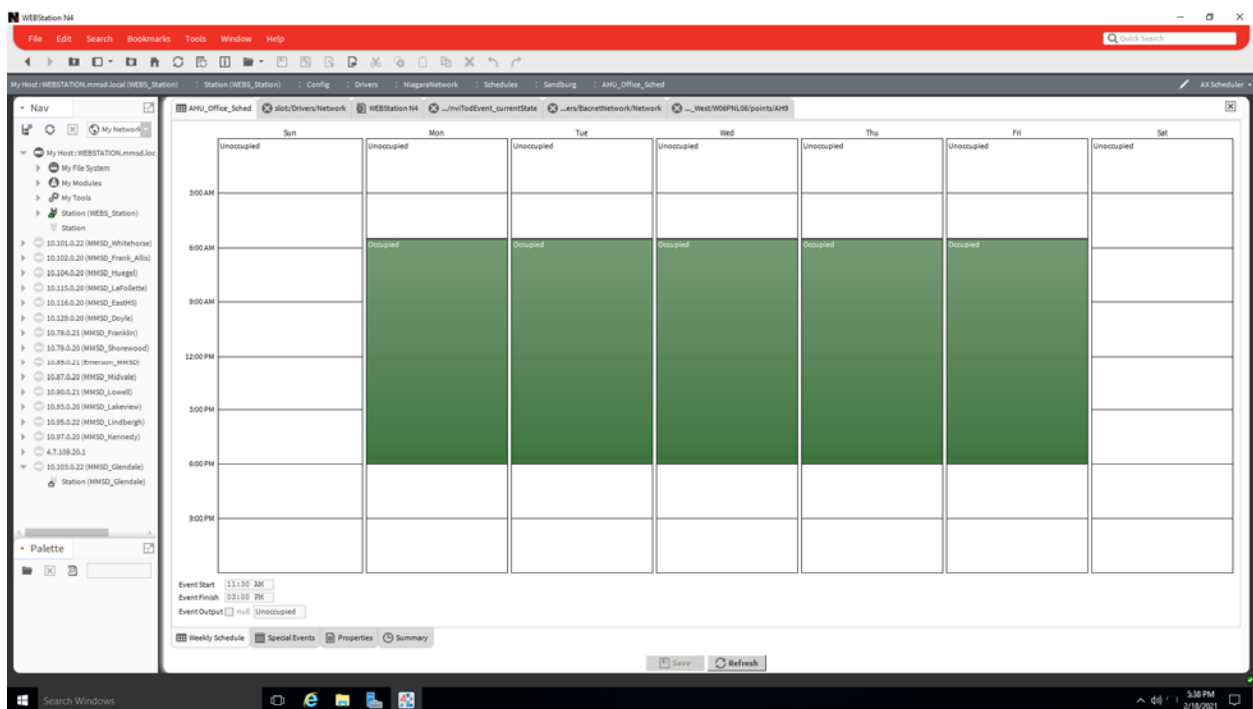 WEBStation N4
File Edit Search Bookmarks Tools Window Help
Quick Search
My Host: WEBSTATION.mmsd.local (WEBS_Station) : Station (WEBS_Station) : Config : Drivers : NiagaraNetwork : Schedules : Sandburg : AHU_Office_Sched
AX Scheduler
Nav
My Network
My Host: WEBSTATION.mmsd.loc
My File System
My Modules
My Tools
Station (WEBS_Station)
Station
10.101.0.22 (MMSD_Whitehorse)
10.102.0.20 (MMSD_Frank_Allis)
10.104.0.20 (MMSD_Huegel)
10.115.0.20 (MMSD_LaFollette)
10.116.0.20 (MMSD_EastHS)
10.129.0.20 (MMSD_Doyle)
10.78.0.21 (MMSD_Franklin)
10.79.0.20 (MMSD_Shorewood)
10.85.0.21 (Emerson_MMSD)
10.87.0.20 (MMSD_Midvale)
10.90.0.21 (MMSD_Lowell)
10.93.0.20 (MMSD_Lakeview)
10.95.0.22 (MMSD_Lindbergh)
10.97.0.20 (MMSD_Kennedy)
4.7.109.20.1
10.103.0.22 (MMSD_Glendale)
Station (MMSD_Glendale)
Palette
AHU_Office_Sched slot/Drivers/Network WEBStation N4 .../nviTodEvent_currentState ...ers/BacnetNetwork/Network ..._West/W06PNL06/points/AH9
Sun Mon Tue Wed Thu Fri Sat
Unoccupied Unoccupied Unoccupied Unoccupied Unoccupied Unoccupied Unoccupied
3:00 AM
6:00 AM
Occupied Occupied Occupied Occupied Occupied
9:00 AM
12:00 PM
3:00 PM
6:00 PM
9:00 PM
Event Start 11:30 AM
Event Finish 03:00 PM
Event Output null Unoccupied
Weekly Schedule Special Events Properties Summary
Save Refresh
Search Windows
5:38 PM
2/18/2021